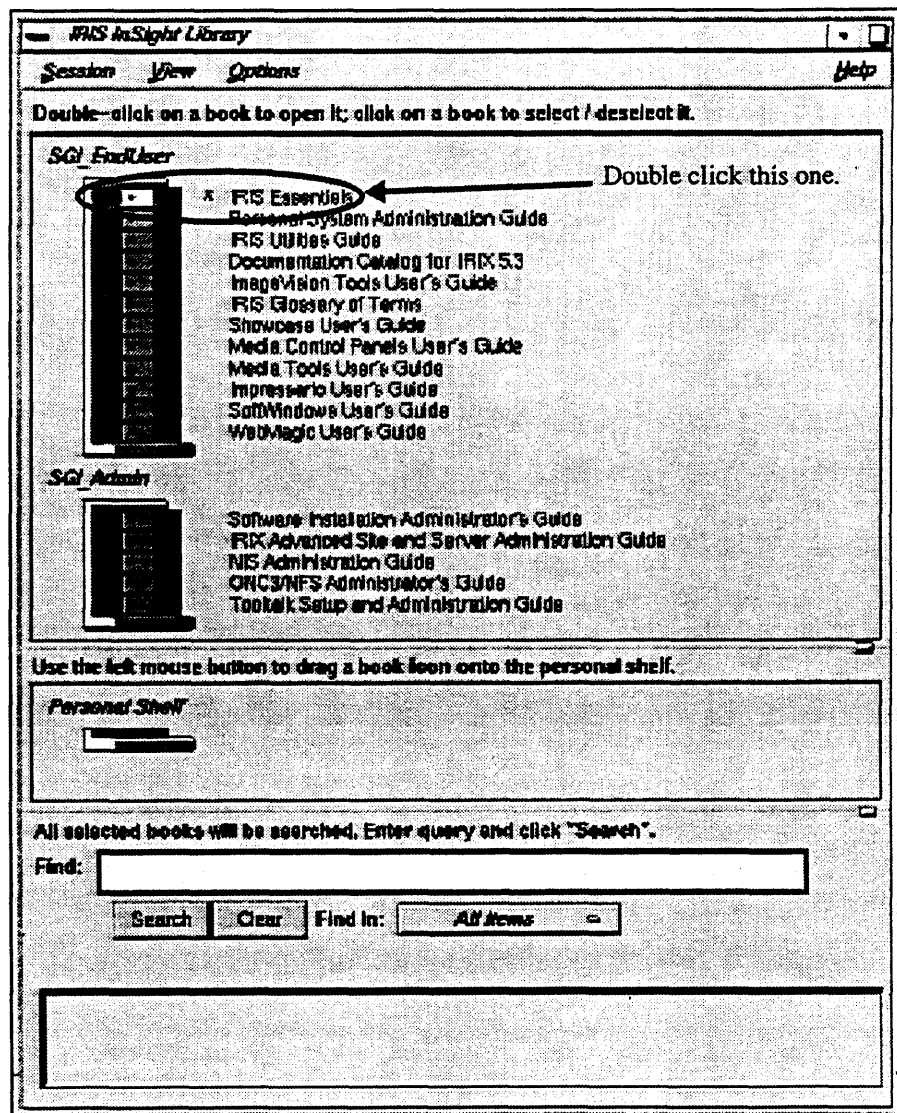 IRIS InSight Library
Session View Options Help
Double-click on a book to open it; click on a book to select / deselect it.
SGI_EndUser
x IRIS Essentials
Double click this one.
Personal System Administration Guide
IRIS Utilities Guide
Documentation Catalog for IRIX 5.3
ImageVision Tools User's Guide
IRIS Glossary of Terms
Showcase User's Guide
Media Control Panels User's Guide
Media Tools User's Guide
Impressario User's Guide
SoftWindows User's Guide
WebMagic User's Guide
SGI_Admin
Software Installation Administrator's Guide
IRIX Advanced Site and Server Administration Guide
NIS Administration Guide
ONC3/NFS Administrator's Guide
Tooltalk Setup and Administration Guide
Use the left mouse button to drag a book icon onto the personal shelf.
Personal Shelf
All selected books will be searched. Enter query and click "Search".
Find:
Search Clear Find In: All Items